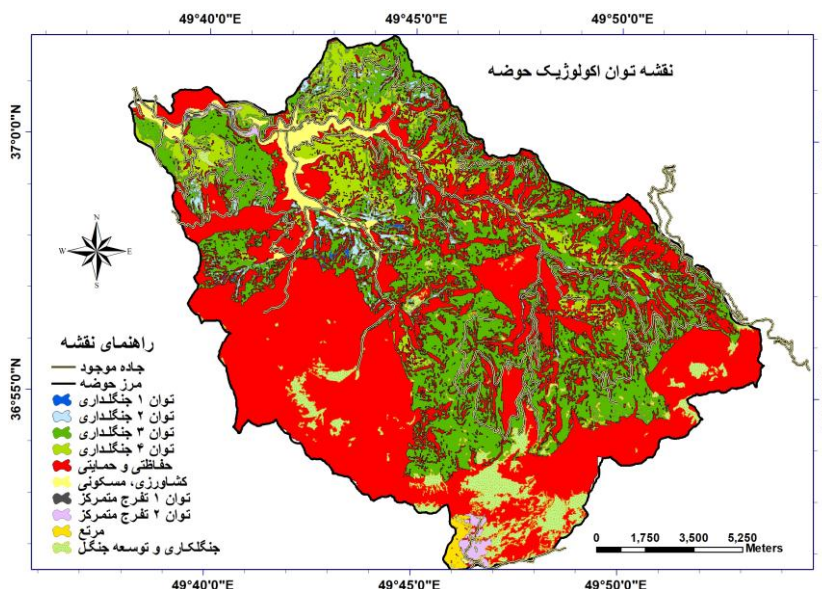 49°40'0"E 49°45'0"E 49°50'0"E
نقشه توان اکولوژیک حوضه
37°0'0"N
36°55'0"N
N
W E
S
راهنمای نقشه
جاده موجود
مرز حوضه
توان ۱ جنگلداری
توان ۲ جنگلداری
توان ۳ جنگلداری
توان ۴ جنگلداری
حفاظتی و حمایتی
کشاورزی، مسکونی
توان ۱ تفرج متمرکز
توان ۲ تفرج متمرکز
مرتع
جنگلکاری و توسعه جنگل
0 1,750 3,500 5,250
Meters
49°40'0"E 49°45'0"E 49°50'0"E